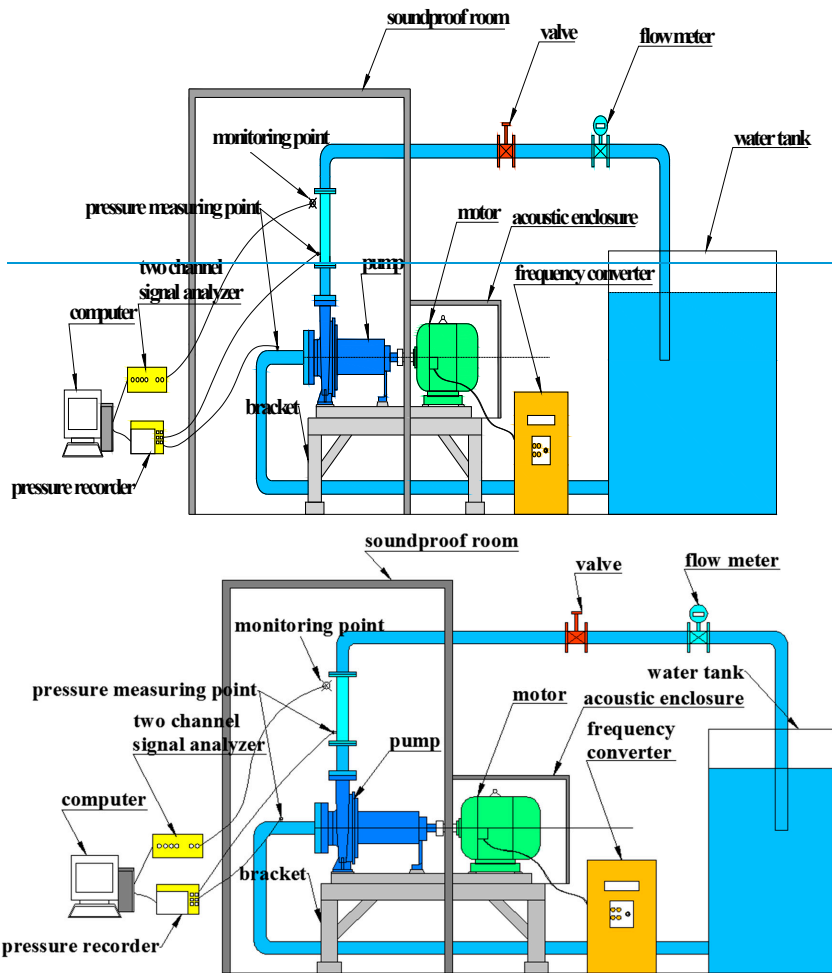 soundproof room
valve
flow meter
monitoring point
water tank
pressure measuring point
motor
acoustic enclosure
two channel
signal analyzer
pump
frequency converter
computer
bracket
pressure recorder
soundproof room
valve
flow meter
monitoring point
water tank
pressure measuring point
motor
acoustic enclosure
two channel
signal analyzer
pump
frequency
converter
computer
bracket
pressure recorder